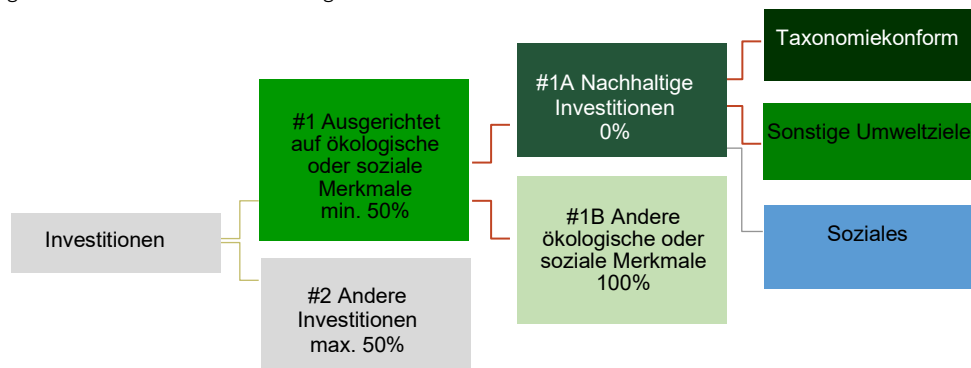 Investitionen
#1 Ausgerichtet
auf ökologische
oder soziale
Merkmale
min. 50%
#2 Andere
Investitionen
max. 50%
#1A Nachhaltige
Investitionen
0%
#1B Andere
ökologische oder
soziale Merkmale
100%
Taxonomiekonform
Sonstige Umweltziele
Soziales